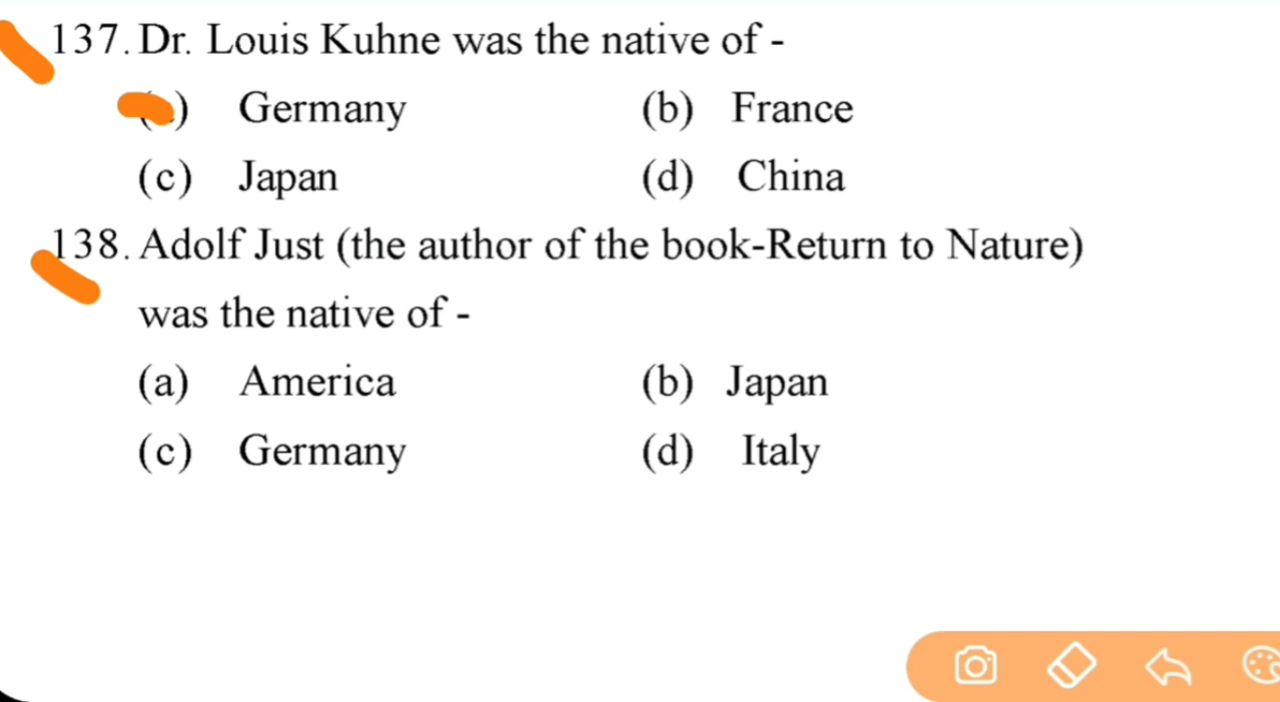 137. Dr. Louis Kuhne was the native of -
) Germany (b) France
(c) Japan (d) China
138. Adolf Just (the author of the book-Return to Nature)
was the native of -
(a) America (b) Japan
(c) Germany (d) Italy